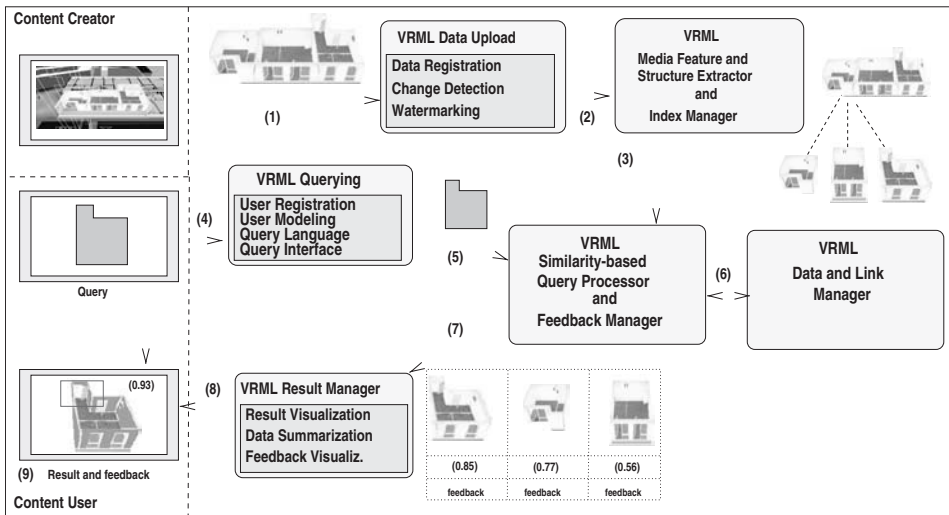 Content Creator
(1)
VRML Data Upload
Data Registration
Change Detection
Watermarking
(2)
VRML
Media Feature and
Structure Extractor
and
Index Manager
(3)
(4)
VRML Querying
User Registration
User Modeling
Query Language
Query Interface
Query
(5)
VRML
Similarity-based
Query Processor
and
Feedback Manager
(6)
VRML
Data and Link
Manager
(7)
(0.93)
(8)
VRML Result Manager
Result Visualization
Data Summarization
Feedback Visualiz.
(0.85)
(0.77)
(0.56)
feedback
feedback
feedback
(9)
Result and feedback
Content User